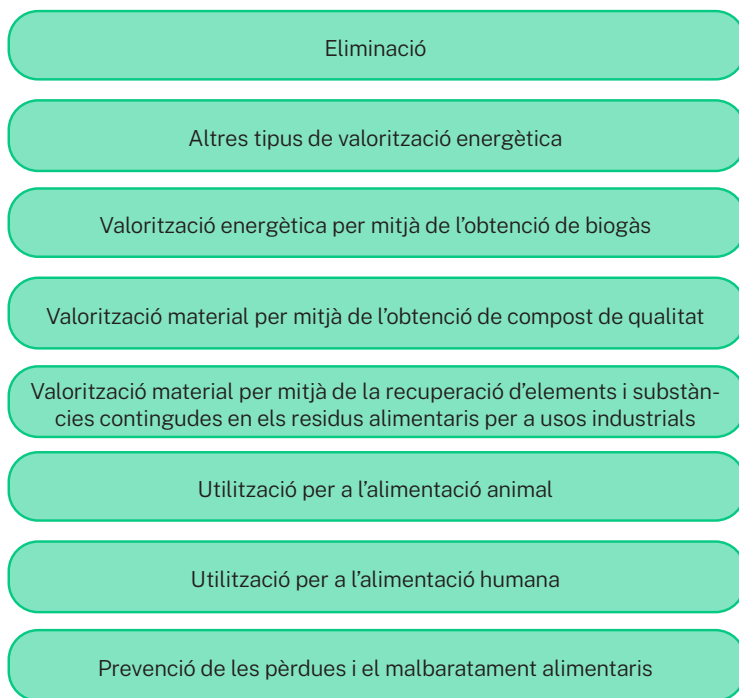 Eliminació
Altres tipus de valorització energètica
Valorització energètica per mitjà de l’obtenció de biogàs
Valorització material per mitjà de l’obtenció de compost de qualitat
Valorització material per mitjà de la recuperació d’elements i substàn-
cies contingudes en els residus alimentaris per a usos industrials
Utilització per a l’alimentació animal
Utilització per a l’alimentació humana
Prevenció de les pèrdues i el malbaratament alimentaris